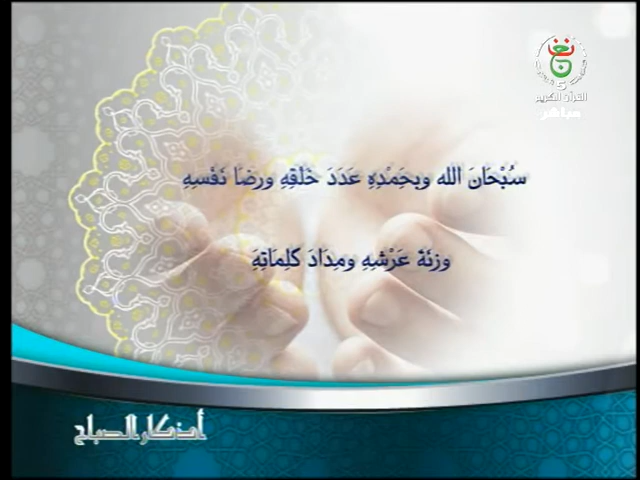 القرآن الكريم
مباشر
سُبْحَانَ الله وبِحَمْدِهِ عَدَدَ خَلْقِهِ ورِضَا نَفْسِهِ
وزِنَةَ عَرْشِهِ ومِدَادَ كَلِمَاتِهِ
أذكار الصباح